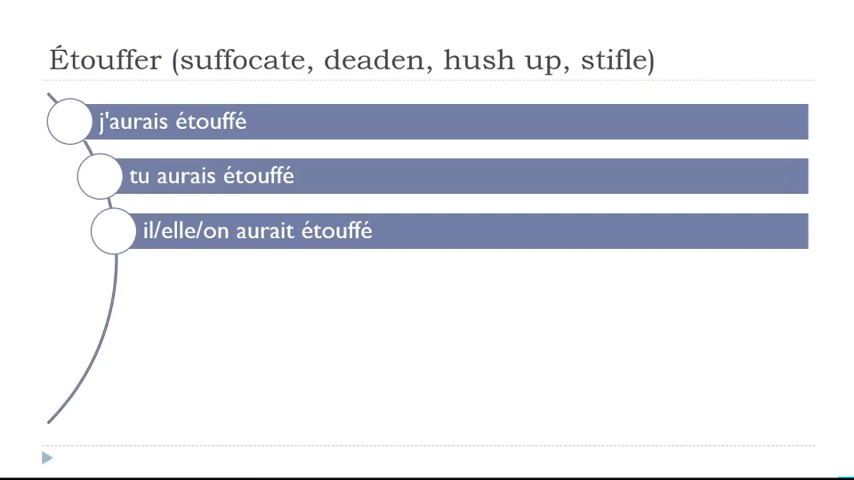 Étouffer (suffocate, deaden, hush up, stifle)
j'aurais étouffé
tu aurais étouffé
il/elle/on aurait étouffé